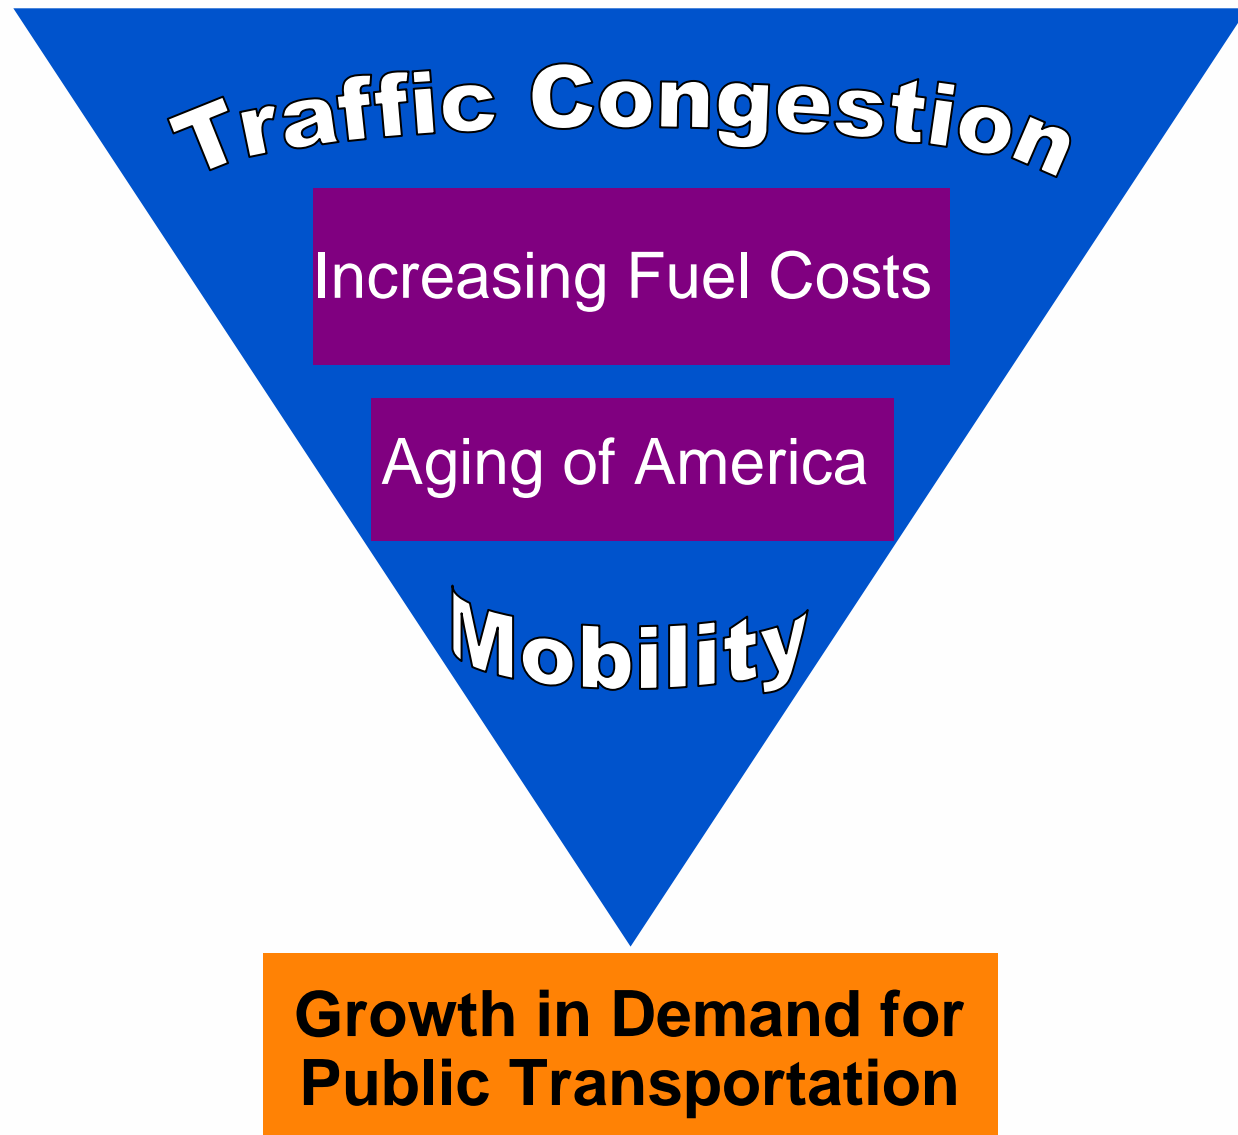 Traffic Congestion
Increasing Fuel Costs
Aging of America
Mobility
Growth in Demand for
Public Transportation